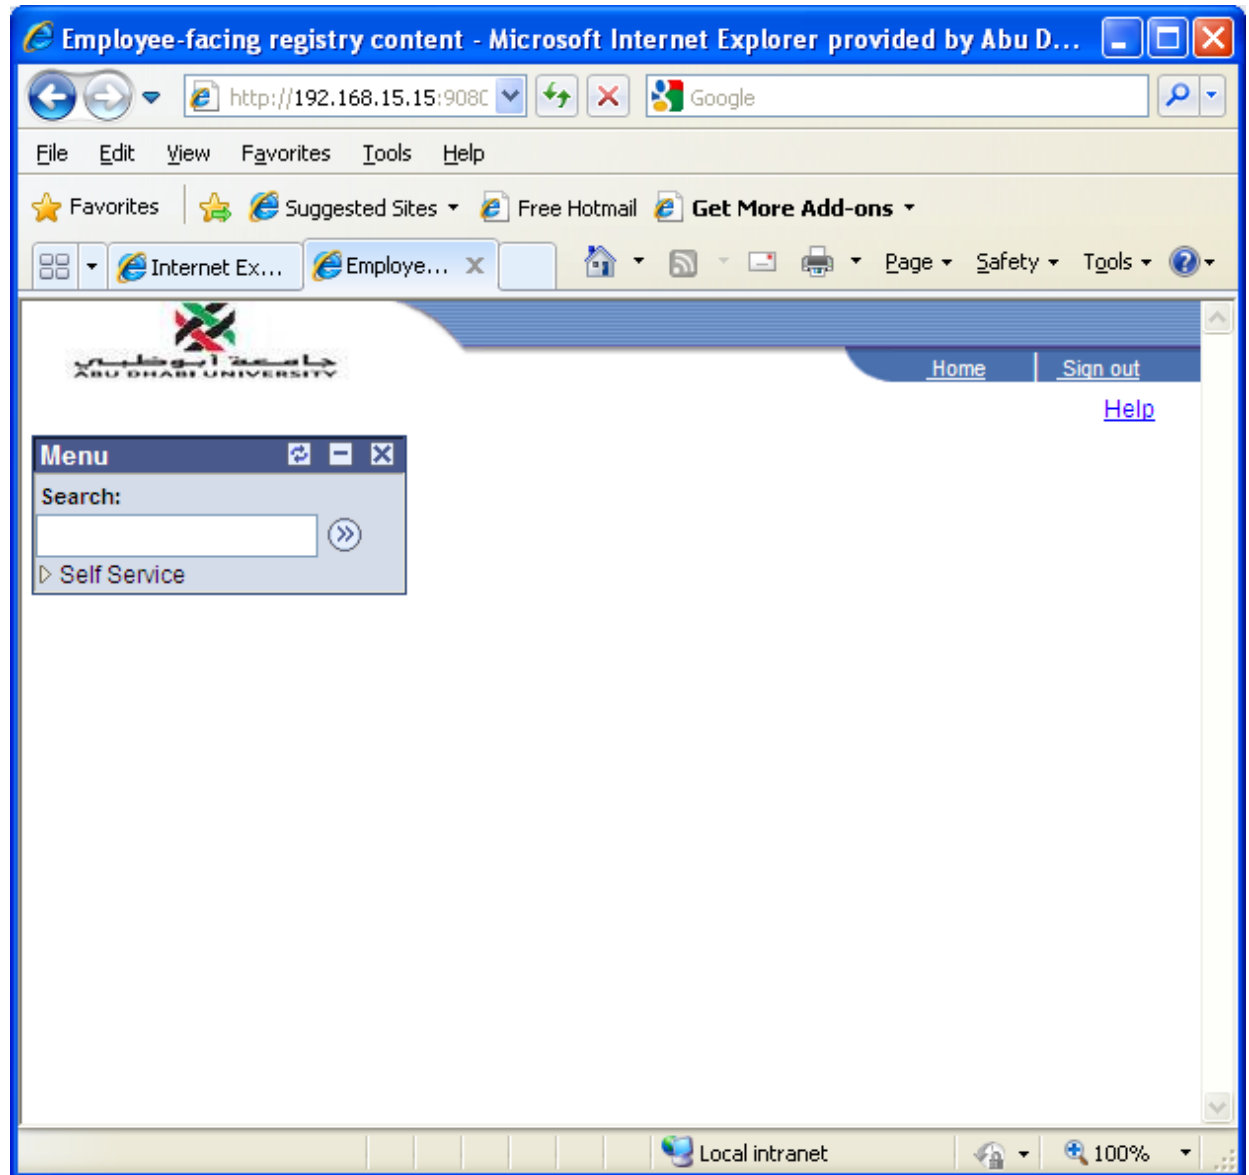 Employee-facing registry content - Microsoft Internet Explorer provided by Abu D...
http://192.168.15.15:908 Google
File Edit View Favorites Tools Help
Favorites Suggested Sites Free Hotmail Get More Add-ons
Internet Ex... Employe... X Page Safety Tools
جامعة أبوظبي
ABU DHABI UNIVERSITY
Home Sign out
Help
Menu
Search:
Self Service
Local intranet 100%